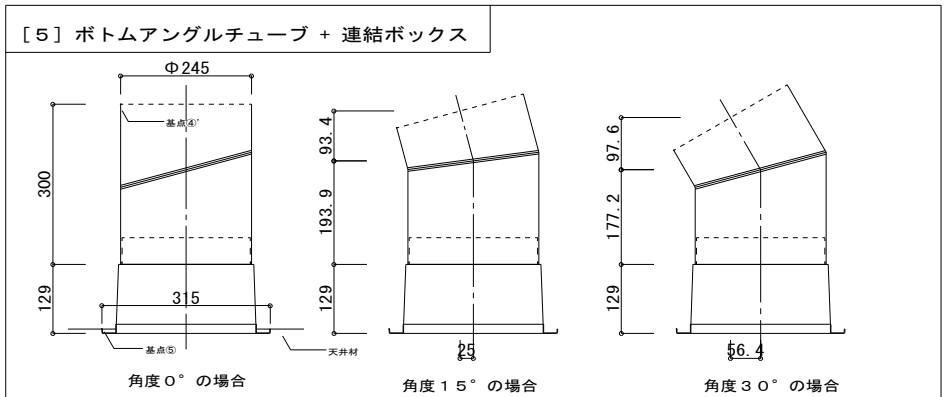 [5] ボトムアングルチューブ + 連結ボックス
Φ245
基点④'
300
129
315
基点⑤
天井材
角度0°の場合
93.4
193.9
129
25
角度15°の場合
97.6
177.2
129
56.4
角度30°の場合